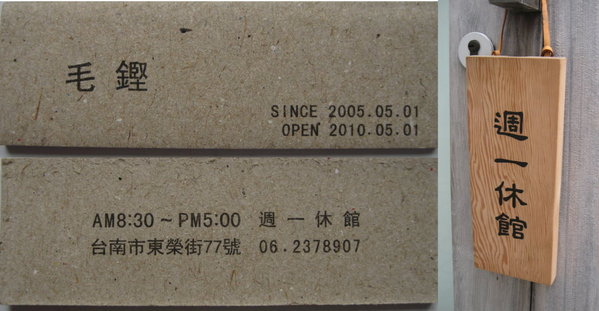 毛鏗
SINCE 2005.05.01
OPEN 2010.05.01
AM8:30～PM5:00 週一休館
台南市東榮街77號 06.2378907
週一休館